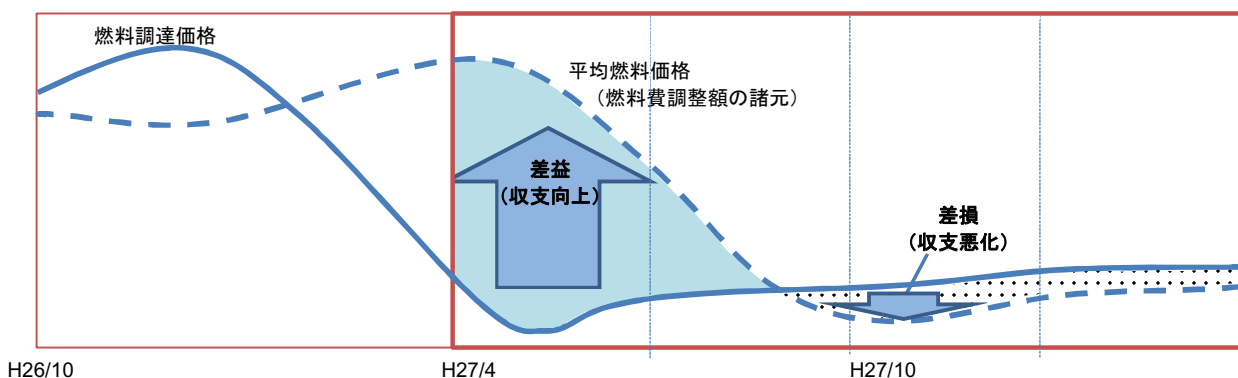 燃料調達価格
平均燃料価格
（燃料費調整額の諸元）
差益
（収支向上）
差損
（収支悪化）
H26/10
H27/4
H27/10